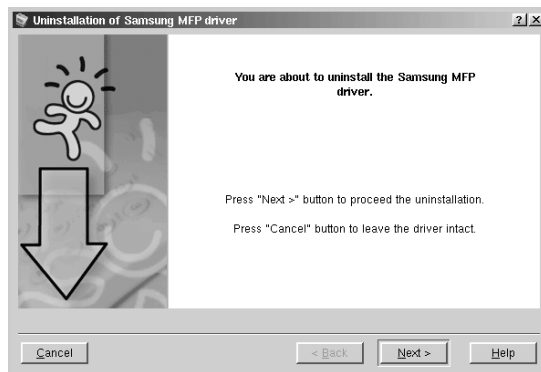 Uninstallation of Samsung MFP driver
You are about to uninstall the Samsung MFP
driver.
Press "Next >" button to proceed the uninstallation.
Press "Cancel" button to leave the driver intact.
Cancel
< Back
Next >
Help